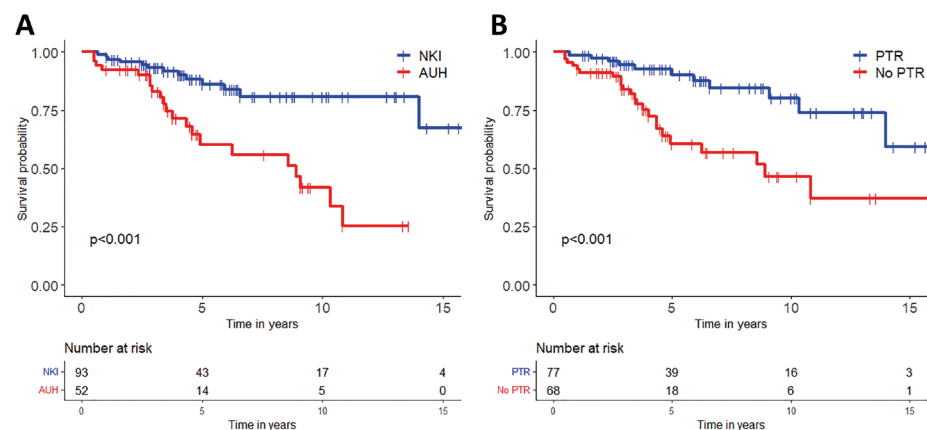 A
Survival probability
1.00
0.75
0.50
0.25
0.00
NKI
AUH
p<0.001
0 5 10 15
Time in years
Number at risk
NKI 93 43 17 4
AUH 52 14 5 0
0 5 10 15
Time in years
B
Survival probability
1.00
0.75
0.50
0.25
0.00
PTR
No PTR
p<0.001
0 5 10 15
Time in years
Number at risk
PTR 77 39 16 3
No PTR 68 18 6 1
0 5 10 15
Time in years